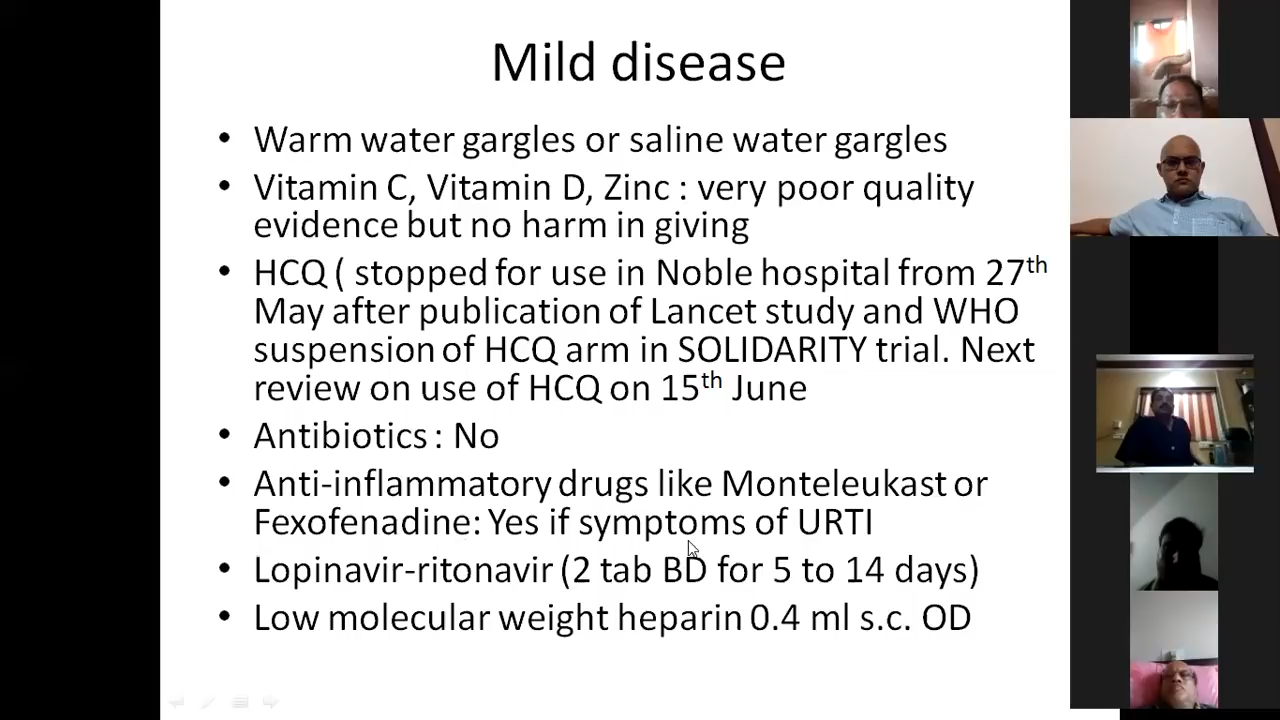 Mild disease
• Warm water gargles or saline water gargles
• Vitamin C, Vitamin D, Zinc : very poor quality
evidence but no harm in giving
• HCQ ( stopped for use in Noble hospital from 27th
May after publication of Lancet study and WHO
suspension of HCQ arm in SOLIDARITY trial. Next
review on use of HCQ on 15th June
• Antibiotics : No
• Anti-inflammatory drugs like Monteleukast or
Fexofenadine: Yes if symptoms of URTI
• Lopinavir-ritonavir (2 tab BD for 5 to 14 days)
• Low molecular weight heparin 0.4 ml s.c. OD